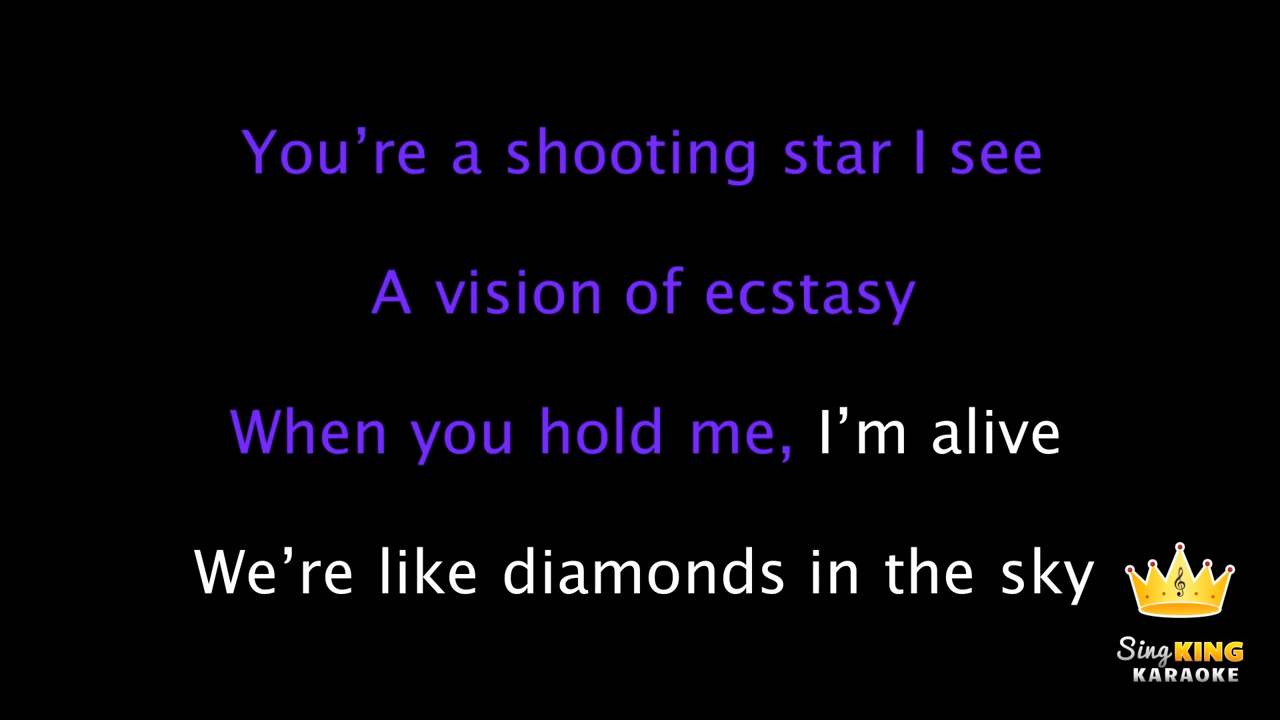 You’re a shooting star I see
A vision of ecstasy
When you hold me, I’m alive
We’re like diamonds in the sky
Sing KING
KARAOKE